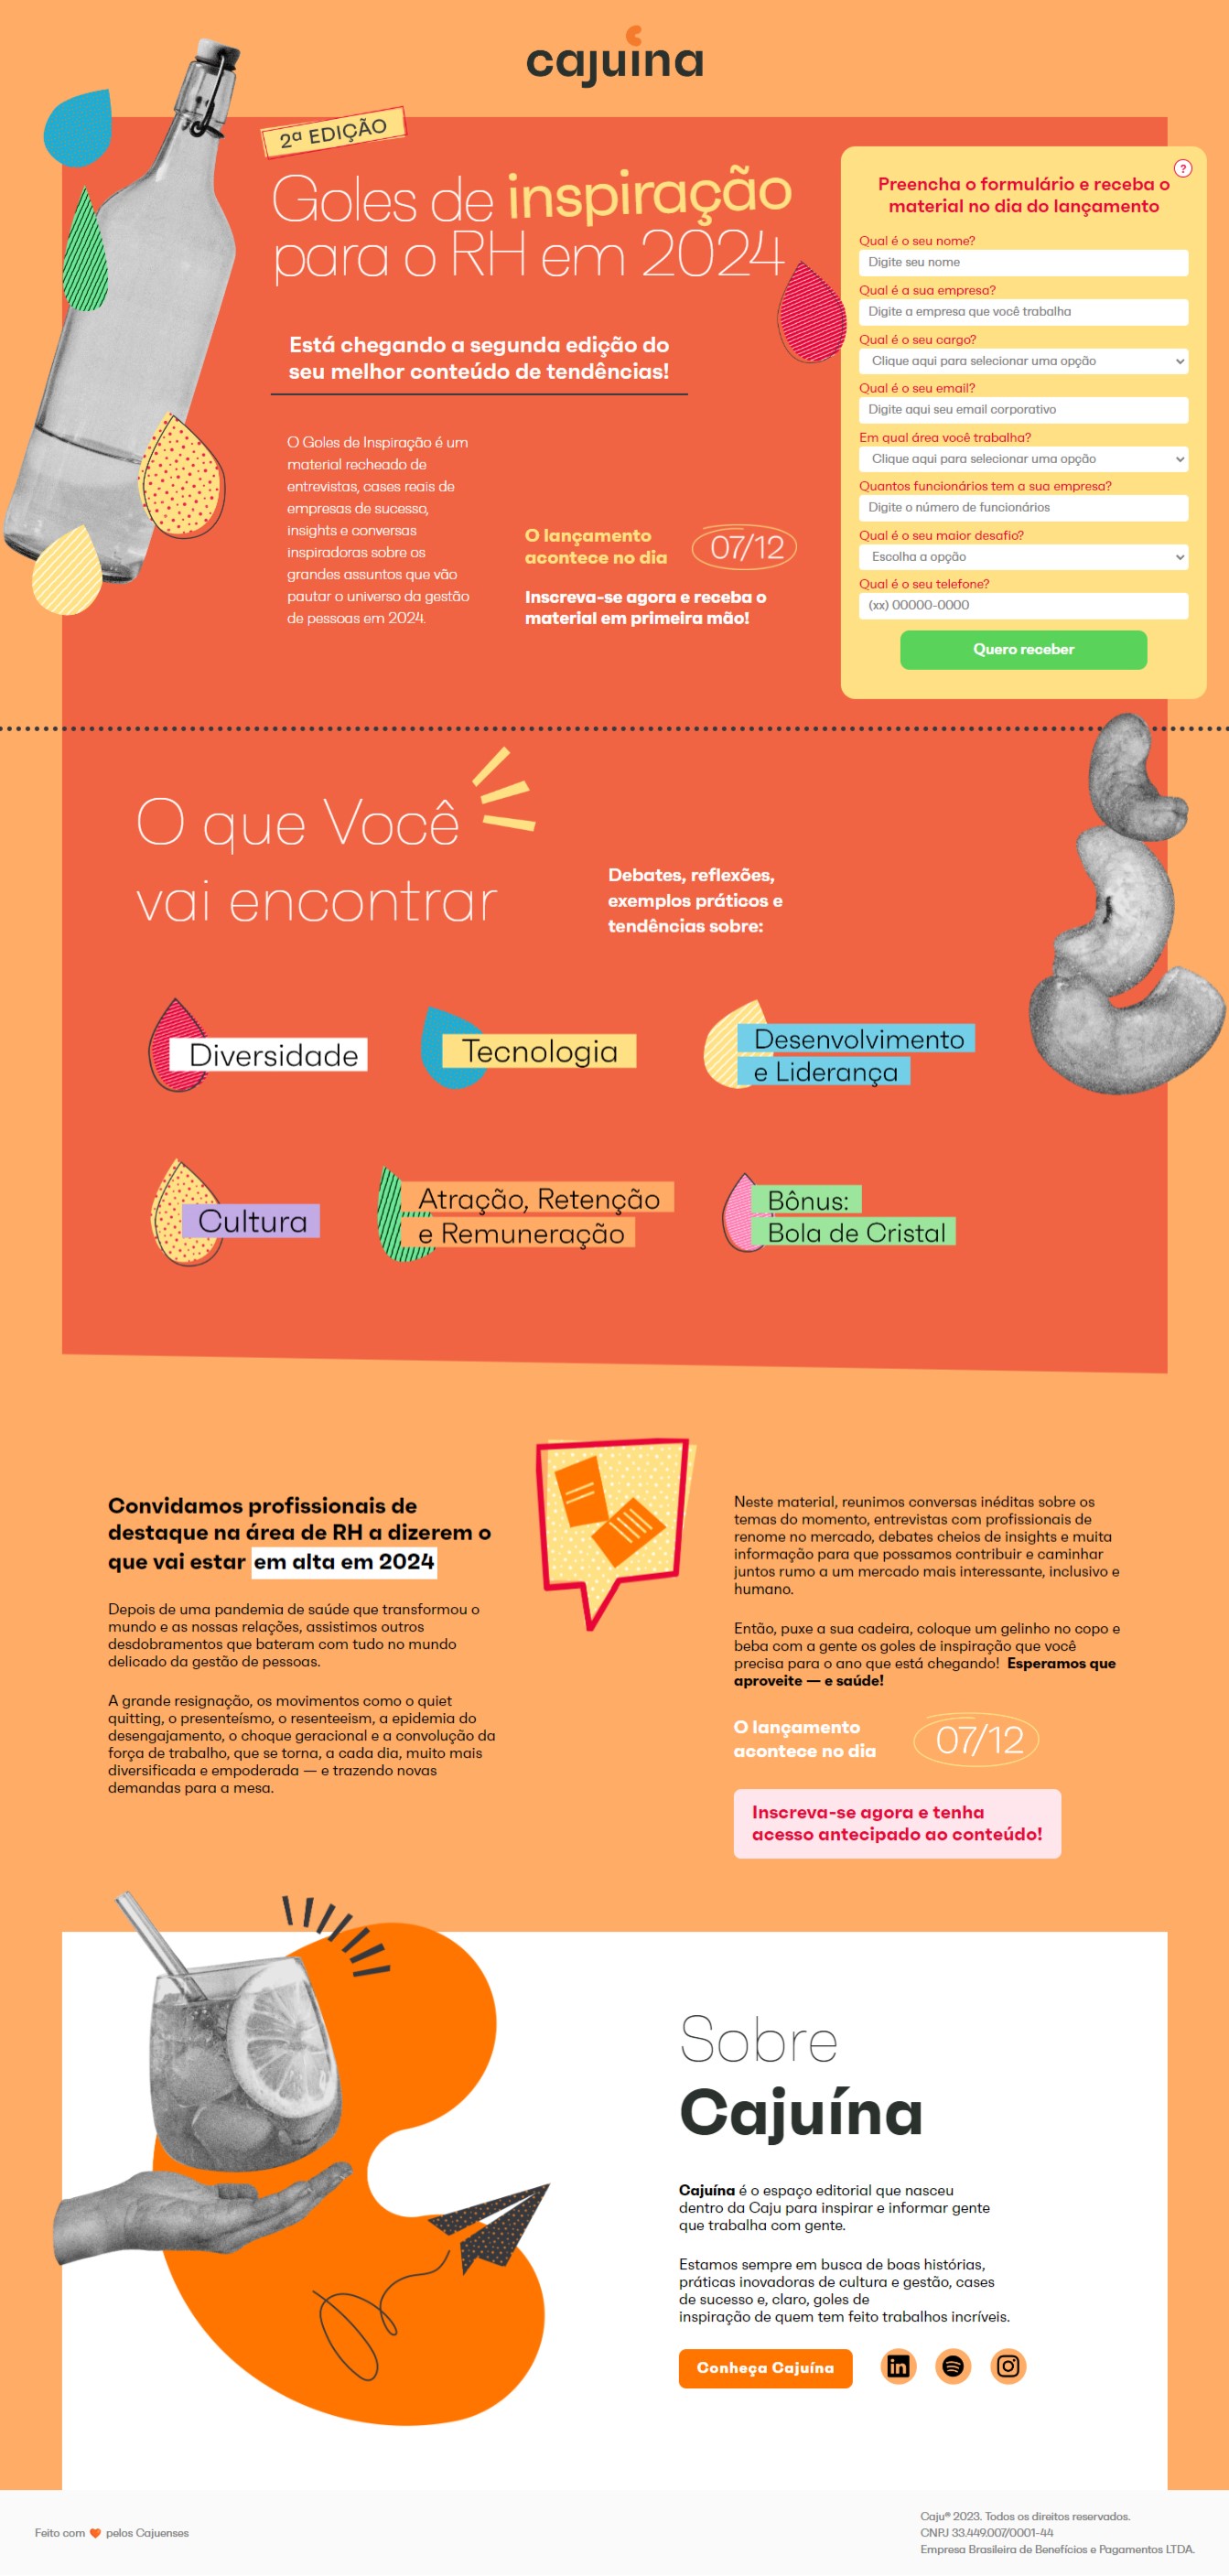 cajuína
2ª EDIÇÃO
Goles de inspiração
para o RH em 2024
Está chegando a segunda edição do
seu melhor conteúdo de tendências!
O Goles de Inspiração é um
material recheado de
entrevistas, cases reais de
empresas de sucesso,
insights e conversas
inspiradoras sobre os
grandes assuntos que vão
pautar o universo da gestão
de pessoas em 2024.
O lançamento
acontece no dia
07/12
Inscreva-se agora e receba o
material em primeira mão!
?
Preencha o formulário e receba o
material no dia do lançamento
Qual é o seu nome?
Digite seu nome
Qual é a sua empresa?
Digite a empresa que você trabalha
Qual é o seu cargo?
Clique aqui para selecionar uma opção
Qual é o seu email?
Digite aqui seu email corporativo
Em qual área você trabalha?
Clique aqui para selecionar uma opção
Quantos funcionários tem a sua empresa?
Digite o número de funcionários
Qual é o seu maior desafio?
Escolha a opção
Qual é o seu telefone?
(xx) 00000-0000
Quero receber
O que Você
vai encontrar
Debates, reflexões,
exemplos práticos e
tendências sobre:
Diversidade
Tecnologia
Desenvolvimento
e Liderança
Cultura
Atração, Retenção
e Remuneração
Bônus:
Bola de Cristal
Convidamos profissionais de
destaque na área de RH a dizerem o
que vai estar em alta em 2024
Depois de uma pandemia de saúde que transformou o
mundo e as nossas relações, assistimos outros
desdobramentos que bateram com tudo no mundo
delicado da gestão de pessoas.
A grande resignação, os movimentos como o quiet
quitting, o presenteísmo, o resenteeism, a epidemia do
desengajamento, o choque geracional e a convolução da
força de trabalho, que se torna, a cada dia, muito mais
diversificada e empoderada — e trazendo novas
demandas para a mesa.
Neste material, reunimos conversas inéditas sobre os
temas do momento, entrevistas com profissionais de
renome no mercado, debates cheios de insights e muita
informação para que possamos contribuir e caminhar
juntos rumo a um mercado mais interessante, inclusivo e
humano.
Então, puxe a sua cadeira, coloque um gelinho no copo e
beba com a gente os goles de inspiração que você
precisa para o ano que está chegando! Esperamos que
aproveite — e saúde!
O lançamento
acontece no dia
07/12
Inscreva-se agora e tenha
acesso antecipado ao conteúdo!
Sobre
Cajuína
Cajuína é o espaço editorial que nasceu
dentro da Caju para inspirar e informar gente
que trabalha com gente.
Estamos sempre em busca de boas histórias,
práticas inovadoras de cultura e gestão, cases
de sucesso e, claro, goles de
inspiração de quem tem feito trabalhos incríveis.
Conheça Cajuína
in
Feito com 🧡 pelos Cajuenses
Caju® 2023. Todos os direitos reservados.
CNPJ 33.449.007/0001-44
Empresa Brasileira de Benefícios e Pagamentos LTDA.